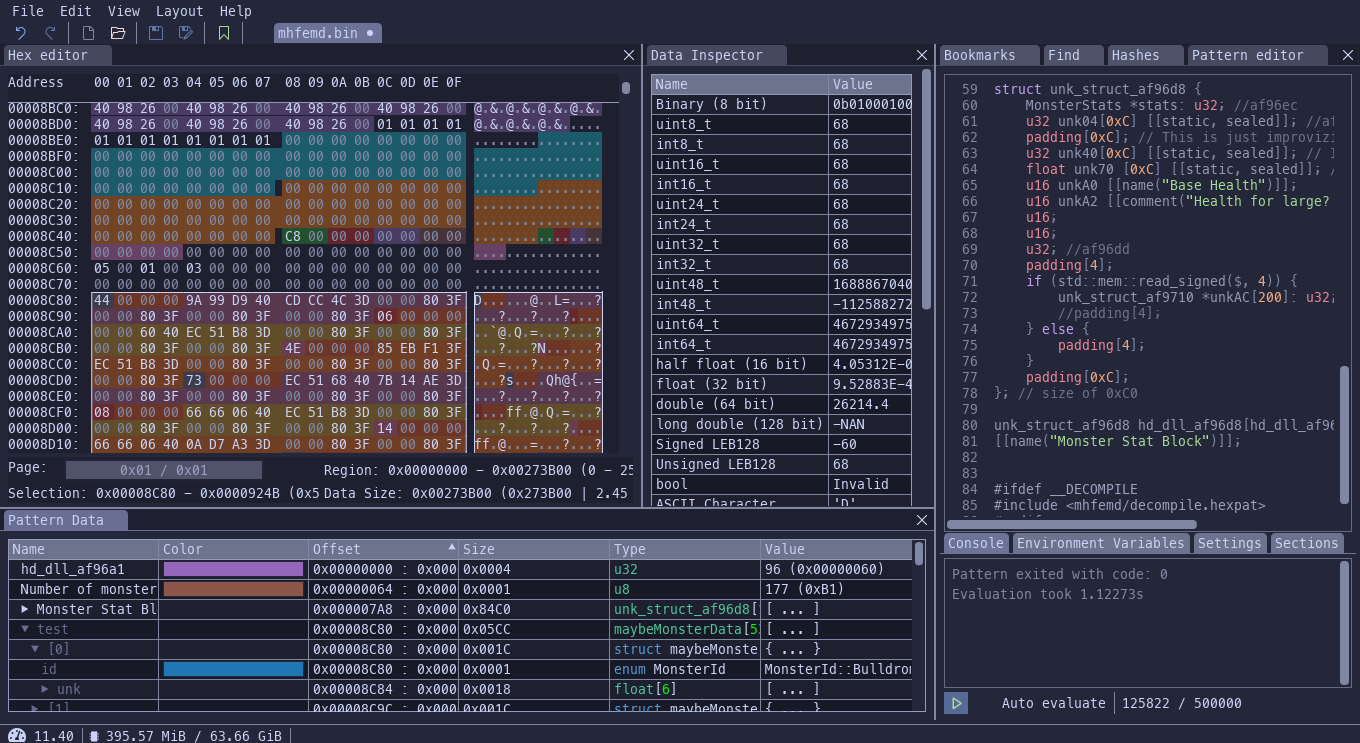 File Edit View Layout Help
mhfemd.bin
Hex editor
Address 00 01 02 03 04 05 06 07 08 09 0A 0B 0C 0D 0E 0F
00008BC0: 40 98 26 00 40 98 26 00 40 98 26 00 40 98 26 00 @.&.@.&.@.&.@.&.
00008BD0: 40 98 26 00 40 98 26 00 40 98 26 00 01 01 01 01 @.&.@.&.@.&.....
00008BE0: 01 01 01 01 01 01 01 01 00 00 00 00 00 00 00 00 ................
00008BF0: 00 00 00 00 00 00 00 00 00 00 00 00 00 00 00 00 ................
00008C00: 00 00 00 00 00 00 00 00 00 00 00 00 00 00 00 00 ................
00008C10: 00 00 00 00 00 00 00 00 00 00 00 00 00 00 00 00 ................
00008C20: 00 00 00 00 00 00 00 00 00 00 00 00 00 00 00 00 ................
00008C30: 00 00 00 00 00 00 00 00 00 00 00 00 00 00 00 00 ................
00008C40: 00 00 00 00 00 00 00 00 C8 00 00 00 00 00 00 00 ................
00008C50: 00 00 00 00 00 00 00 00 00 00 00 00 00 00 00 00 ................
00008C60: 05 00 01 00 03 00 00 00 00 00 00 00 00 00 00 00 ................
00008C70: 00 00 00 00 00 00 00 00 00 00 00 00 00 00 00 00 ................
00008C80: 44 00 00 00 9A 99 D9 40 CD CC 4C 3D 00 00 80 3F D......@..L=...?
00008C90: 00 00 80 3F 00 00 80 3F 00 00 80 3F 06 00 00 00 ...?...?...?....
00008CA0: 00 00 60 40 EC 51 B8 3D 00 00 80 3F 00 00 80 3F ..`@.Q.=...?...?
00008CB0: 00 00 80 3F 00 00 80 3F 4E 00 00 00 85 EB F1 3F ...?...?N......?
00008CC0: EC 51 B8 3D 00 00 80 3F 00 00 80 3F 00 00 80 3F .Q.=...?...?...?
00008CD0: 00 00 80 3F 73 00 00 00 EC 51 68 40 7B 14 AE 3D ...?s....Qh@{..=
00008CE0: 00 00 80 3F 00 00 80 3F 00 00 80 3F 00 00 80 3F ...?...?...?...?
00008CF0: 08 00 00 00 66 66 06 40 EC 51 B8 3D 00 00 80 3F ....ff.@.Q.=...?
00008D00: 00 00 80 3F 00 00 80 3F 00 00 80 3F 14 00 00 00 ...?...?...?....
00008D10: 66 66 06 40 0A D7 A3 3D 00 00 80 3F 00 00 80 3F ff.@...=...?...?
Page: 0x01 / 0x01 Region: 0x00000000 - 0x00273B00 (0 - 25
Selection: 0x00008C80 - 0x0000924B (0x5 Data Size: 0x00273B00 (0x273B00 | 2.45
Data Inspector
Name Value
Binary (8 bit) 0b01000100
uint8_t 68
int8_t 68
uint16_t 68
int16_t 68
uint24_t 68
int24_t 68
uint32_t 68
int32_t 68
uint48_t 1688867040
int48_t -112588272
uint64_t 4672934975
int64_t 4672934975
half float (16 bit) 4.05312E-0
float (32 bit) 9.52883E-4
double (64 bit) 26214.4
long double (128 bit) -NAN
Signed LEB128 -60
Unsigned LEB128 68
bool Invalid
ASCII Character 'D'
Bookmarks Find Hashes Pattern editor
59 struct unk_struct_af96d8 {
60 MonsterStats *stats: u32; //af96ec
61 u32 unk04[0xC] [[static, sealed]]; //af
62 padding[0xC]; // This is just improvizi
63 u32 unk40[0xC] [[static, sealed]]; // I
64 float unk70 [0xC] [[static, sealed]]; /
65 u16 unkA0 [[name("Base Health")]];
66 u16 unkA2 [[comment("Health for large?
67 u16;
68 u16;
69 u32; //af96dd
70 padding[4];
71 if (std::mem::read_signed($, 4)) {
72 unk_struct_af9710 *unkAC[200]: u32;
73 //padding[4];
74 } else {
75 padding[4];
76 }
77 padding[0xC];
78 }; // size of 0xC0
79
80 unk_struct_af96d8 hd_dll_af96d8[hd_dll_af96
81 [[name("Monster Stat Block")]];
82
83
84 #ifdef __DECOMPILE
85 #include <mhfemd/decompile.hexpat>
Pattern Data
Name Color Offset Size Type Value
hd_dll_af96a1 0x00000000 : 0x000 0x0004 u32 96 (0x00000060)
Number of monster 0x00000064 : 0x000 0x0001 u8 177 (0xB1)
Monster Stat Bl 0x000007A8 : 0x000 0x84C0 unk_struct_af96d8[ [ ... ]
test 0x00008C80 : 0x000 0x05CC maybeMonsterData[5 [ ... ]
[0] 0x00008C80 : 0x000 0x001C struct maybeMonste { ... }
id 0x00008C80 : 0x000 0x0001 enum MonsterId MonsterId::Bulldrom
unk 0x00008C84 : 0x000 0x0018 float[6] [ ... ]
[1] 0x00008C9C : 0x000 0x001C struct maybeMonste { ... }
Console Environment Variables Settings Sections
Pattern exited with code: 0
Evaluation took 1.12273s
Auto evaluate 125822 / 500000
11.40 395.57 MiB / 63.66 GiB